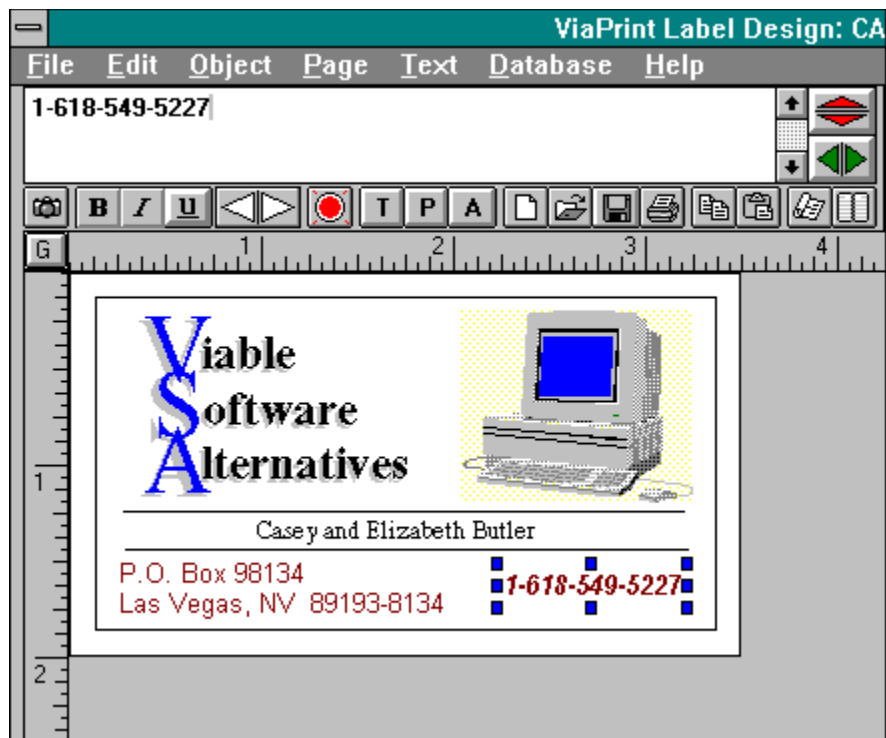 ViaPrint Label Design: CA
File Edit Object Page Text Database Help
1-618-549-5227
B I U T P A
G 1 2 3 4
Viable
Software
Alternatives
1
Casey and Elizabeth Butler
P.O. Box 98134
Las Vegas, NV 89193-8134
1-618-549-5227
2